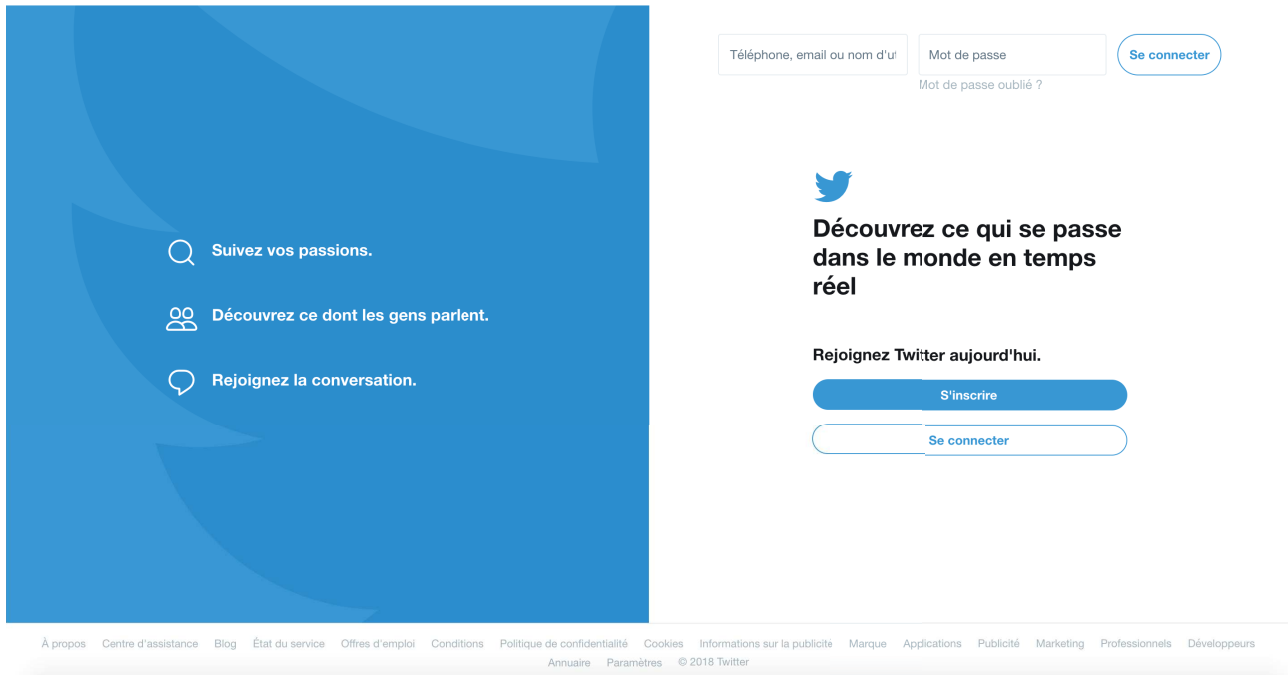 Téléphone, email ou nom d'ut
Mot de passe
Se connecter
Mot de passe oublié ?
Suivez vos passions.
Découvrez ce dont les gens parlent.
Rejoignez la conversation.
Découvrez ce qui se passe
dans le monde en temps
réel
Rejoignez Twitter aujourd'hui.
S'inscrire
Se connecter
À propos Centre d'assistance Blog État du service Offres d'emploi Conditions Politique de confidentialité Cookies Informations sur la publicité Marque Applications Publicité Marketing Professionnels Développeurs
Annuaire Paramètres © 2018 Twitter